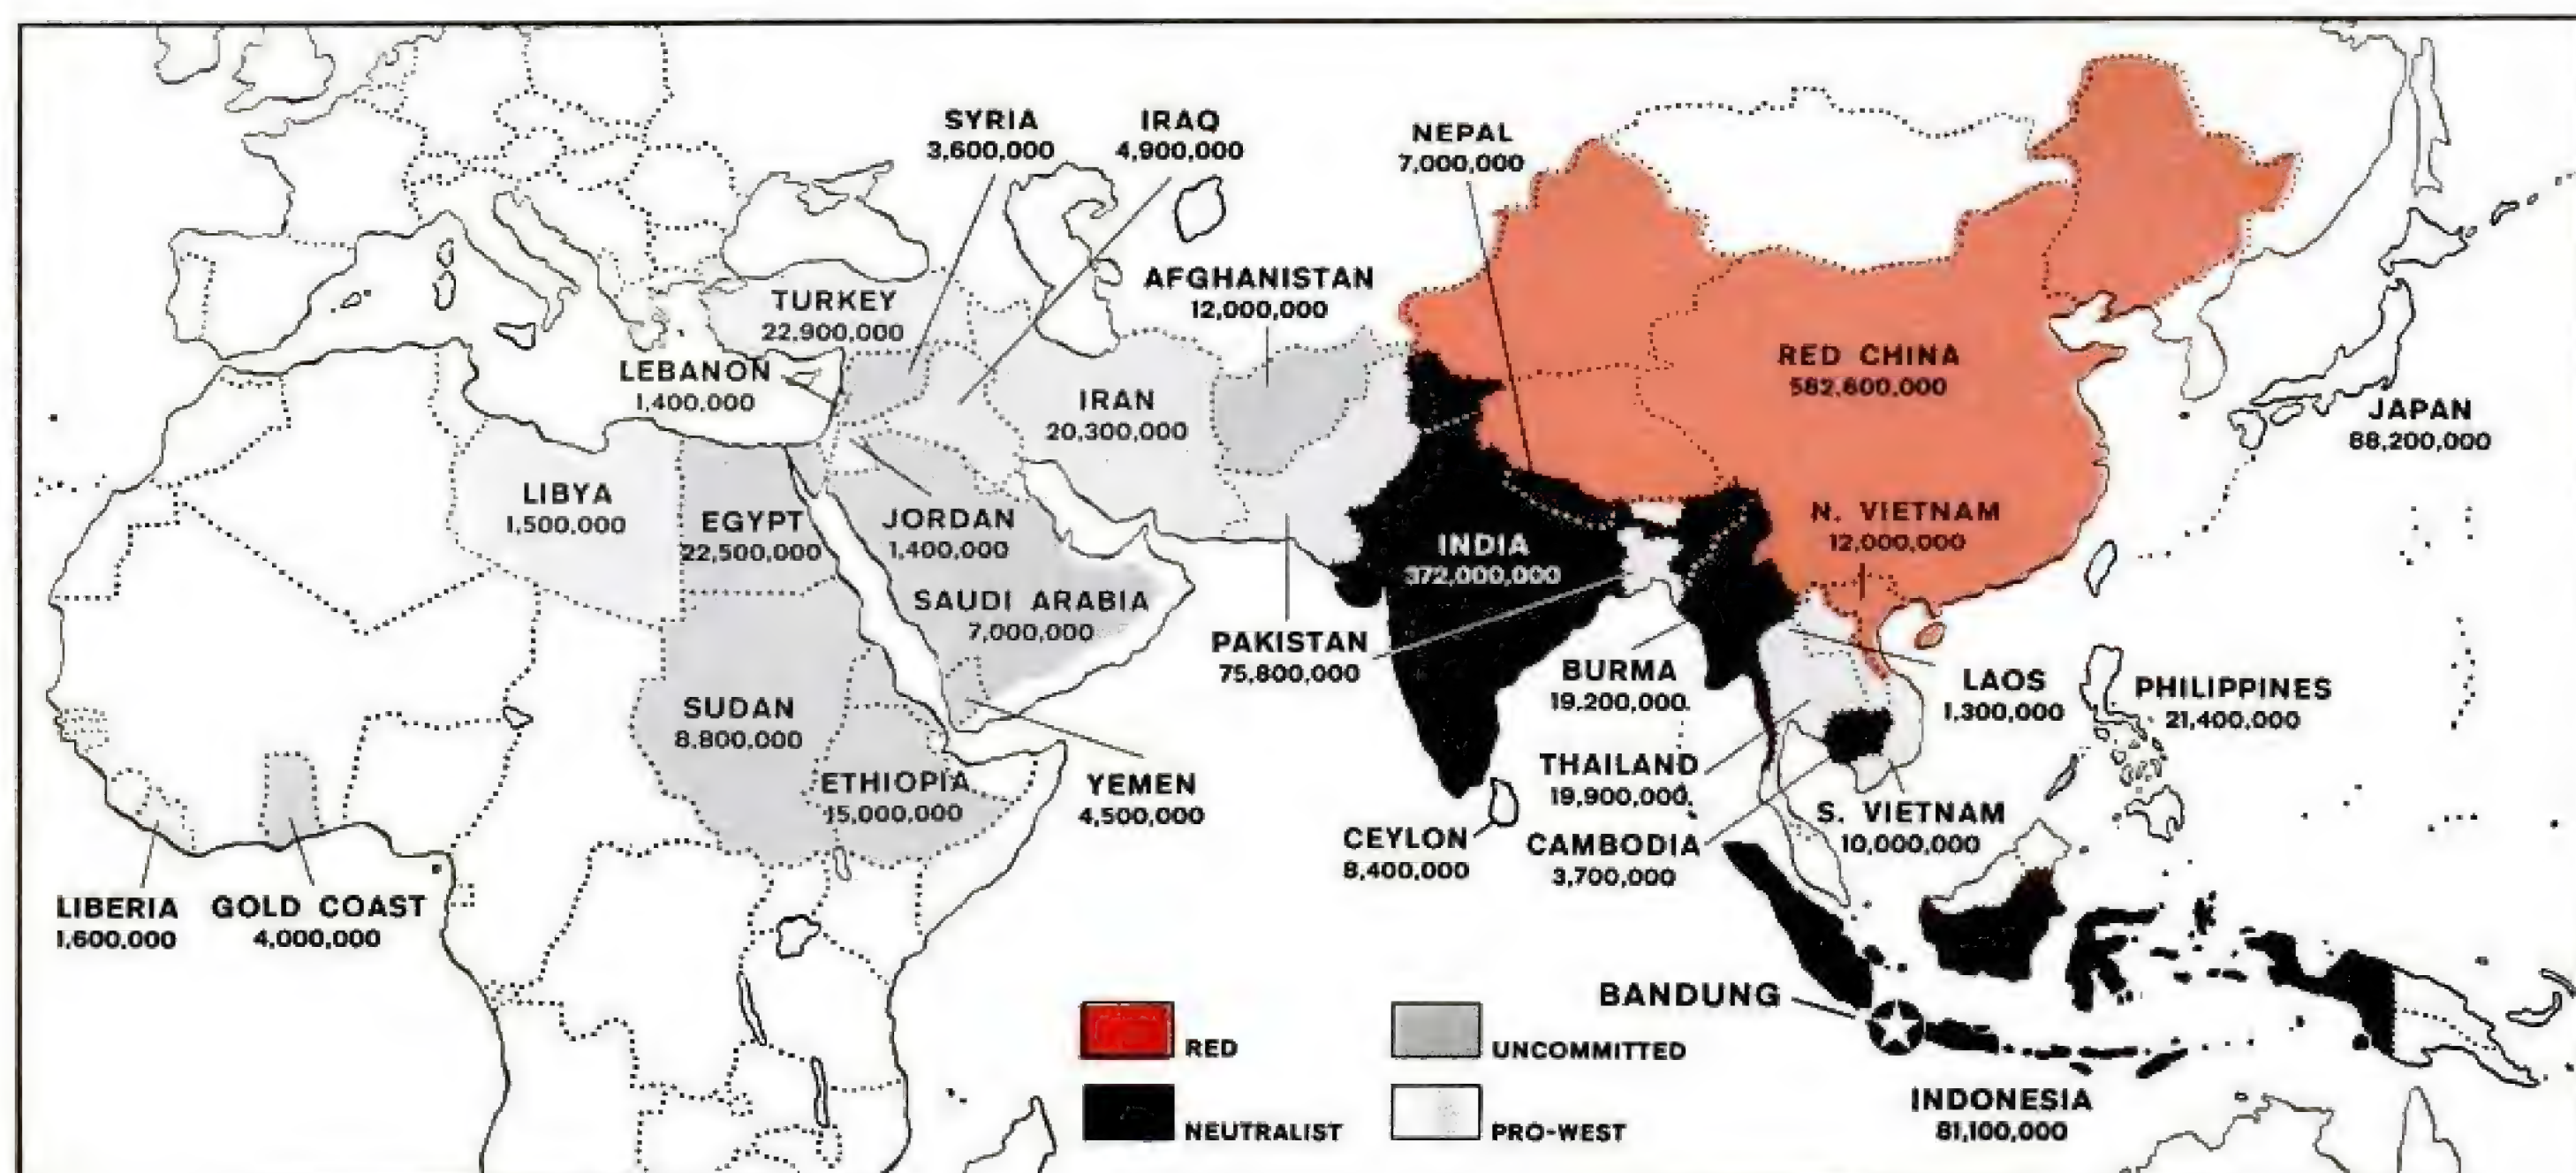 SYRIA
3,600,000
IRAQ
4,900,000
NEPAL
7,000,000
AFGHANISTAN
12,000,000
TURKEY
22,900,000
LEBANON
1,400,000
IRAN
20,300,000
RED CHINA
582,600,000
JAPAN
88,200,000
LIBYA
1,500,000
EGYPT
22,500,000
JORDAN
1,400,000
N. VIETNAM
12,000,000
INDIA
372,000,000
SAUDI ARABIA
7,000,000
PAKISTAN
75,800,000
BURMA
19.200,000.
LAOS
1.300,000
PHILIPPINES
21,400,000
SUDAN
8.800,000
ETHIOPIA
15,000,000
YEMEN
4,500,000
THAILAND
19,900,000.
S. VIETNAM
10,000,000
CEYLON
8,400,000
CAMBODIA
3,700,000
LIBERIA
1,600.000
GOLD COAST
4,000,000
BANDUNG
RED
UNCOMMITTED
NEUTRALIST
PRO-WEST
INDONESIA
81,100,000